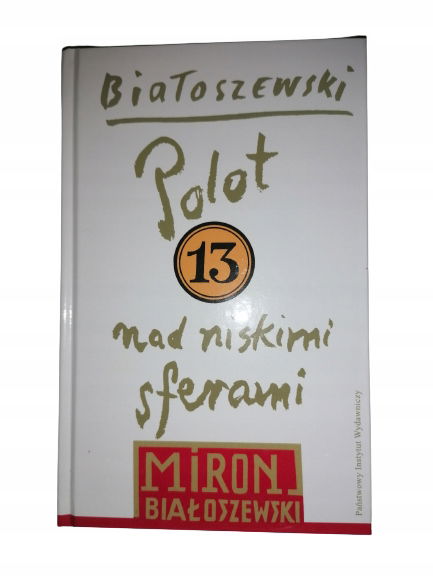 Białoszewski
Polot
13
nad niskimi
sferami
MiRON
BIAŁOSZEWSKI
Państwowy Instytut Wydawniczy